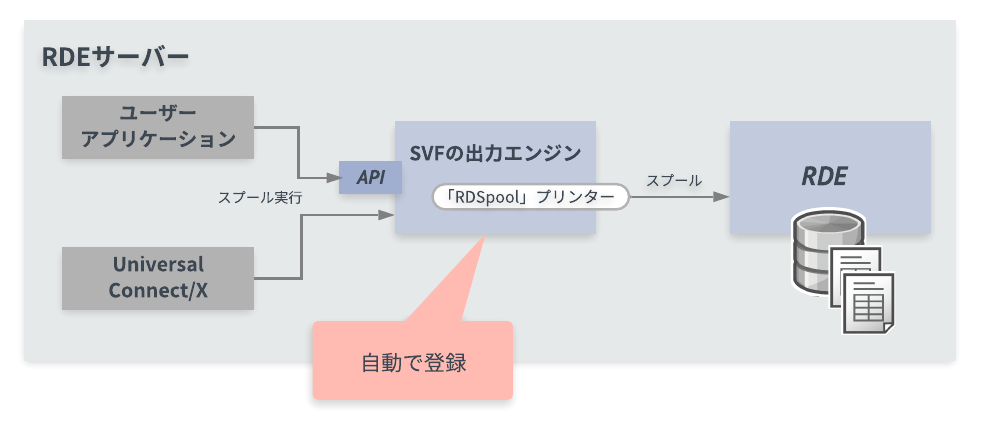 RDEサーバー
ユーザー
アプリケーション
SVFの出力エンジン
API
「RDSpool」プリンター
スプール
RDE
スプール実行
Universal
Connect/X
自動で登録